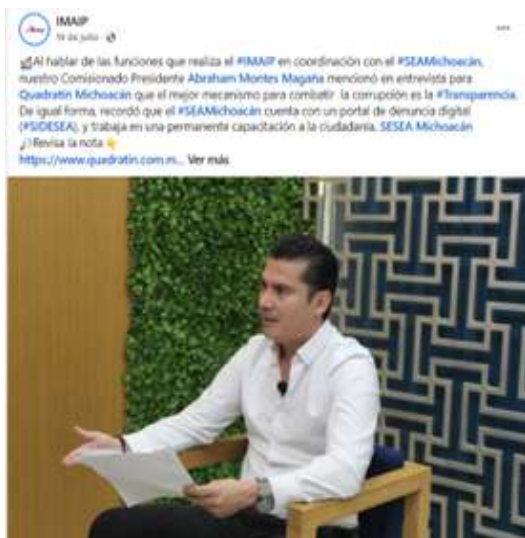 IMAIP
19 de julio
Al hablar de las funciones que realiza el #IMAIP en coordinación con el #SEAMichoacán,
nuestro Comisionado Presidente Abraham Montes Magaña mencionó en entrevista para
Quadratín Michoacán que el mejor mecanismo para combatir la corrupción es la #Transparencia.
De igual forma, recordó que el #SEAMichoacán cuenta con un portal de denuncia digital
(#SIDESEA), y trabaja en una permanente capacitación a la ciudadanía. SESEA Michoacán
Revisa la nota
https://www.quadratin.com.m... Ver más